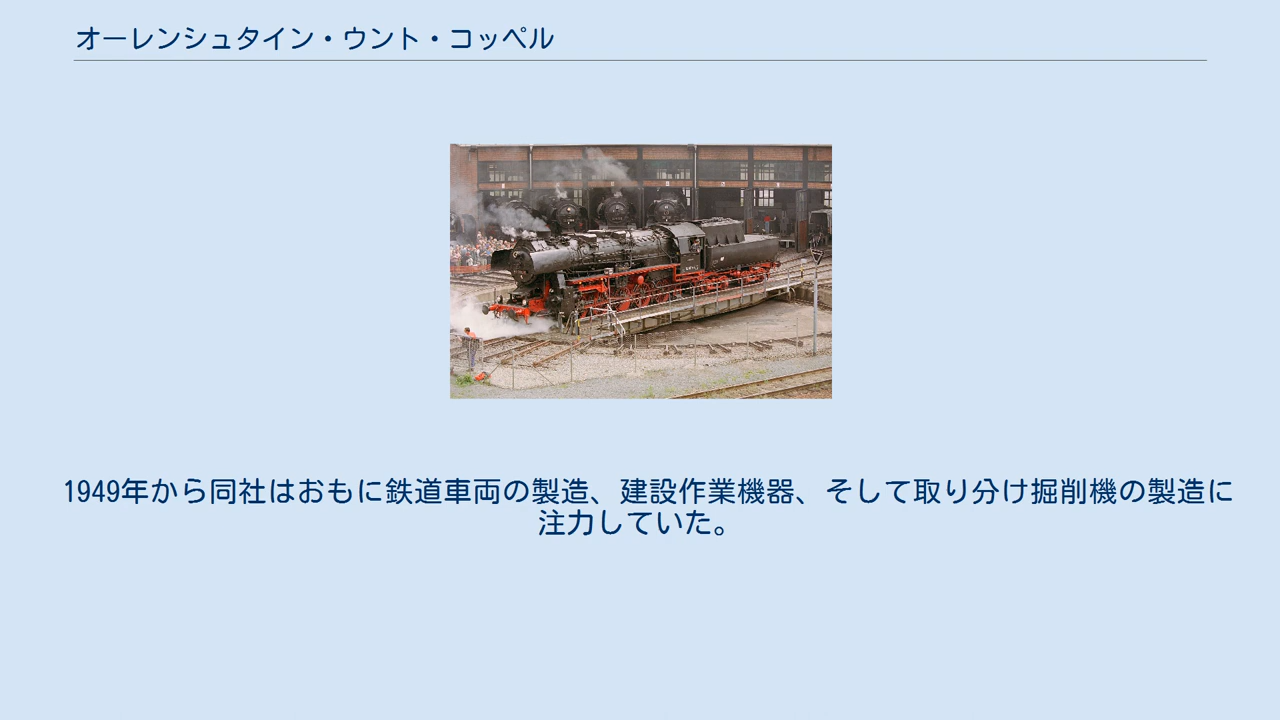 オーレンシュタイン・ウント・コッペル
1949年から同社はおもに鉄道車両の製造、建設作業機器、そして取り分け掘削機の製造に
注力していた。